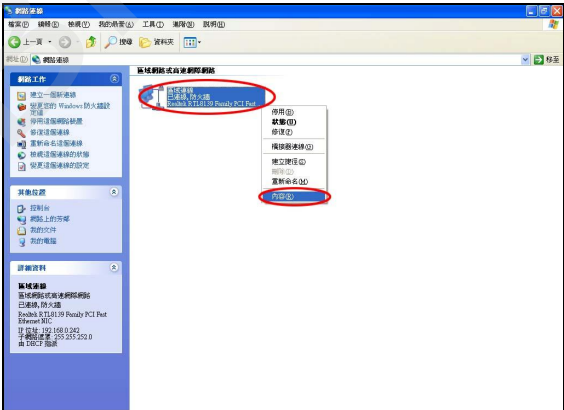 網路連線
檔案(F) 編輯(E) 檢視(V) 我的最愛(A) 工具(T) 進階(N) 說明(H)
上一頁 搜尋 資料夾
網址(D) 網路連線 移至
網路工作
建立一個新連線
變更您的 Windows 防火牆設定值
停用這個網路裝置
修復這個連線
重新命名這個連線
檢視這個連線的狀態
變更這個連線的設定
其他位置
控制台
網路上的芳鄰
我的文件
我的電腦
詳細資料
區域連線
區域網路或高速網際網路
已連線, 防火牆
Realtek RTL8139 Family PCI Fast
Ethernet NIC
IP 位址: 192.168.0.242
子網路遮罩: 255.255.252.0
由 DHCP 指派
區域網路或高速網際網路
區域連線
已連線, 防火牆
Realtek RTL8139 Family PCI Fast
停用(B)
狀態(U)
修復(P)
橋接器連線(G)
建立捷徑(S)
刪除(D)
重新命名(M)
內容(R)